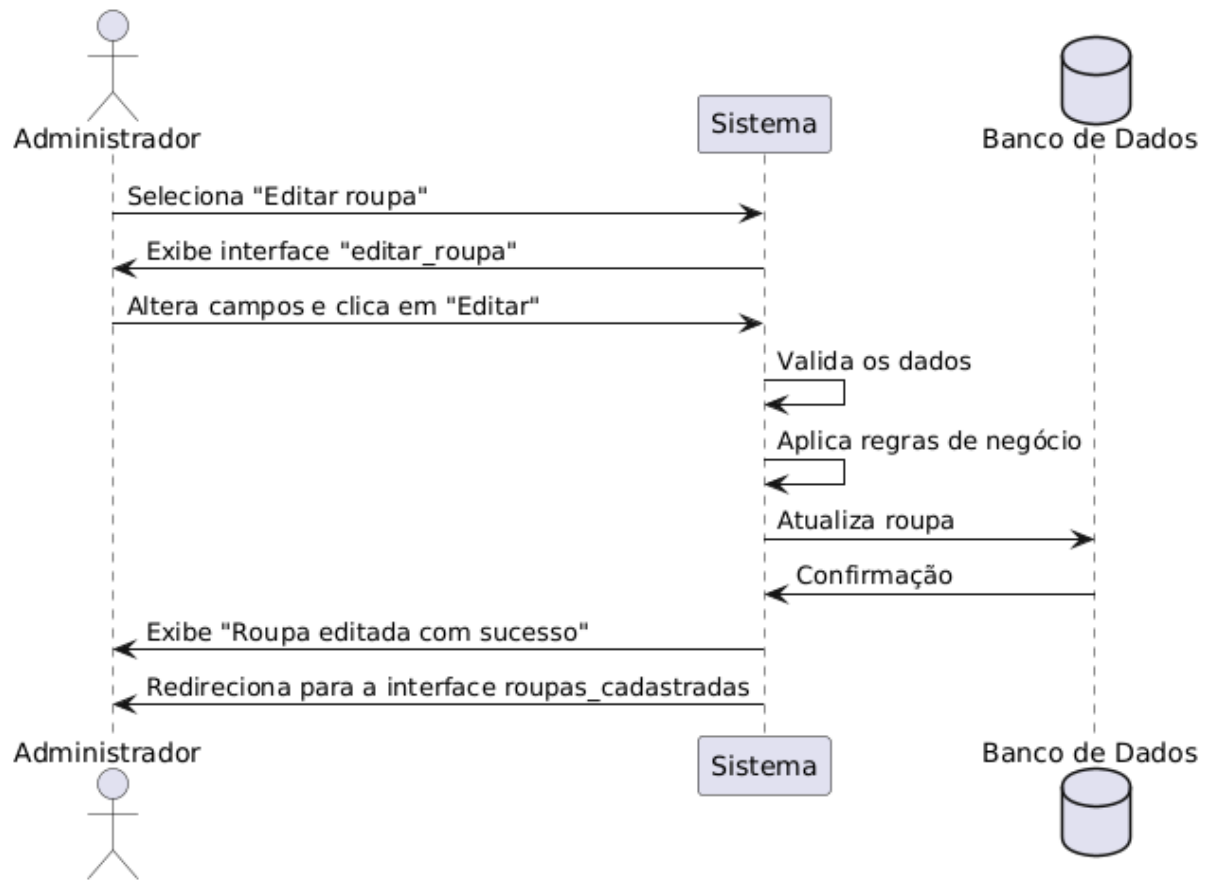 Administrador
Sistema
Banco de Dados
Seleciona "Editar roupa"
Exibe interface "editar_roupa"
Altera campos e clica em "Editar"
Valida os dados
Aplica regras de negócio
Atualiza roupa
Confirmação
Exibe "Roupa editada com sucesso"
Redireciona para a interface roupas_cadastradas
Administrador
Sistema
Banco de Dados